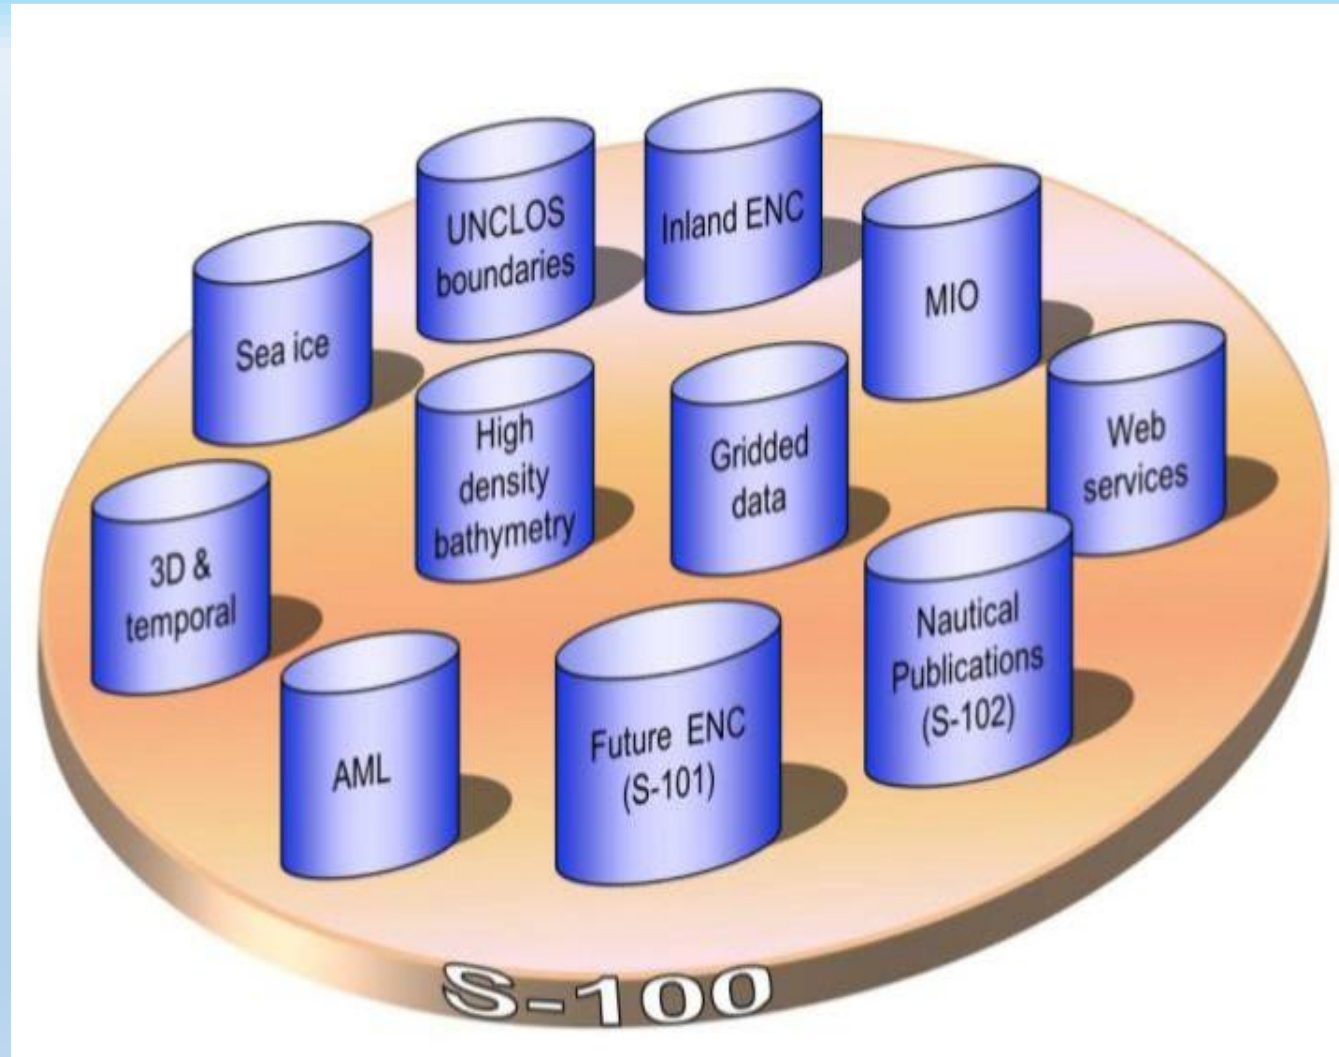 UNCLOS
boundaries
Inland ENC
MIO
Sea ice
High
density
bathymetry
Gridded
data
Web
services
3D &
temporal
Nautical
Publications
(S-102)
AML
Future ENC
(S-101)
S-100